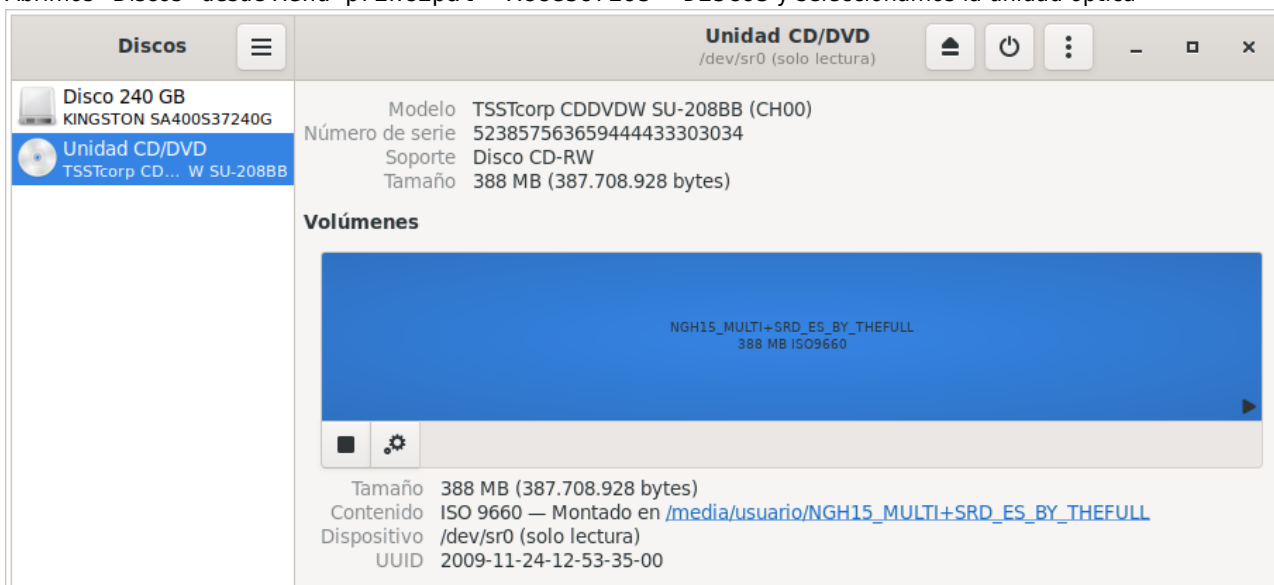 Discos
Unidad CD/DVD
/dev/sr0 (solo lectura)
Disco 240 GB
KINGSTON SA400S37240G
Unidad CD/DVD
TSSTcorp CD... W SU-208BB
Modelo TSSTcorp CDDVDW SU-208BB (CH00)
Número de serie 523857563659444433303034
Soporte Disco CD-RW
Tamaño 388 MB (387.708.928 bytes)
Volúmenes
NGH15_MULTI+SRD_ES_BY_THEFULL
388 MB ISO9660
Tamaño 388 MB (387.708.928 bytes)
Contenido ISO 9660 — Montado en /media/usuario/NGH15_MULTI+SRD_ES_BY_THEFULL
Dispositivo /dev/sr0 (solo lectura)
UUID 2009-11-24-12-53-35-00